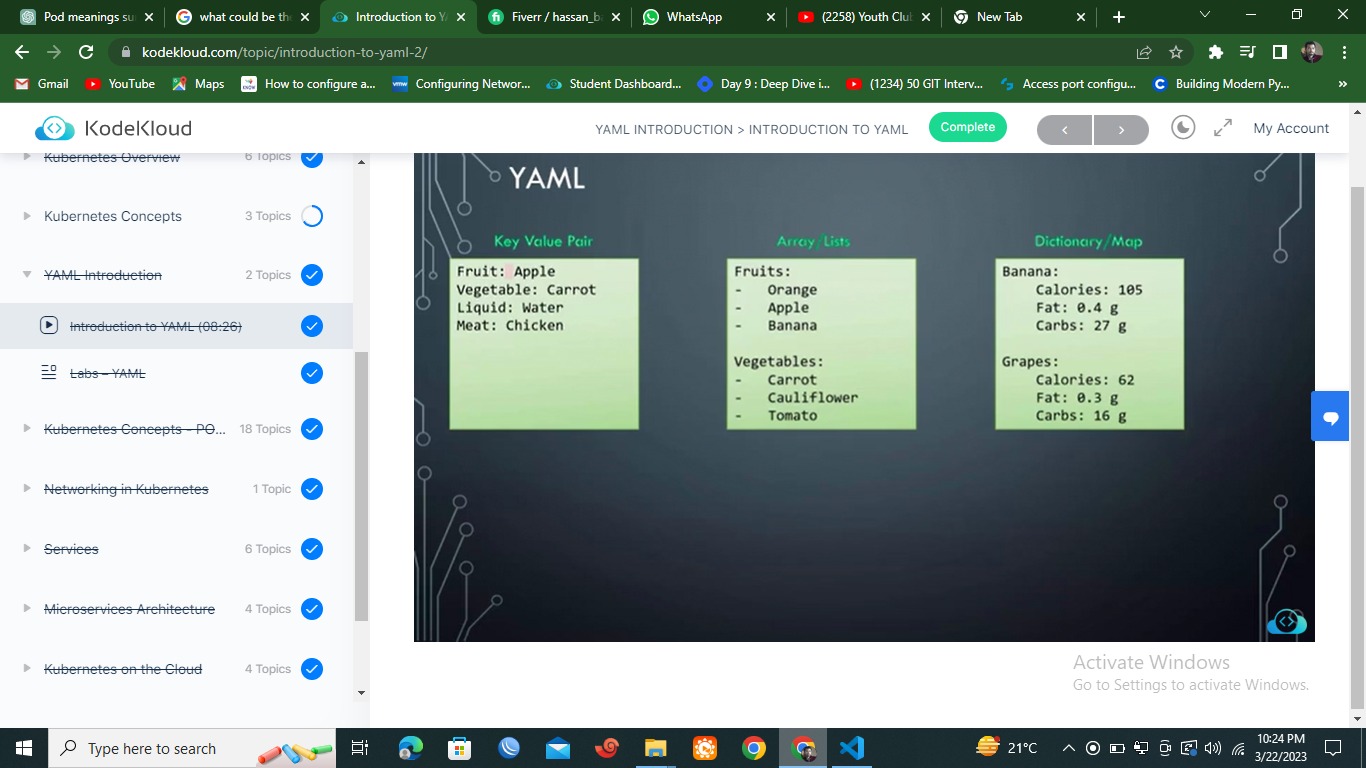 Pod meanings su
what could be the
Introduction to Y
Fiverr / hassan_b
WhatsApp
(2258) Youth Clu
New Tab
kodekloud.com/topic/introduction-to-yaml-2/
Gmail
YouTube
Maps
How to configure a...
Configuring Networ...
Student Dashboard...
Day 9 : Deep Dive i...
(1234) 50 GIT Interv...
Access port configu...
Building Modern Py...
KodeKloud
YAML INTRODUCTION > INTRODUCTION TO YAML
Complete
My Account
Kubernetes Overview 6 Topics
Kubernetes Concepts 3 Topics
YAML Introduction 2 Topics
Introduction to YAML (08:26)
Labs – YAML
Kubernetes Concepts - PO... 18 Topics
Networking in Kubernetes 1 Topic
Services 6 Topics
Microservices Architecture 4 Topics
Kubernetes on the Cloud 4 Topics
YAML
Key Value Pair
Fruit: Apple
Vegetable: Carrot
Liquid: Water
Meat: Chicken
Array/Lists
Fruits:
- Orange
- Apple
- Banana
Vegetables:
- Carrot
- Cauliflower
- Tomato
Dictionary/Map
Banana:
Calories: 105
Fat: 0.4 g
Carbs: 27 g
Grapes:
Calories: 62
Fat: 0.3 g
Carbs: 16 g
Activate Windows
Go to Settings to activate Windows.
Type here to search
21°C
10:24 PM
3/22/2023